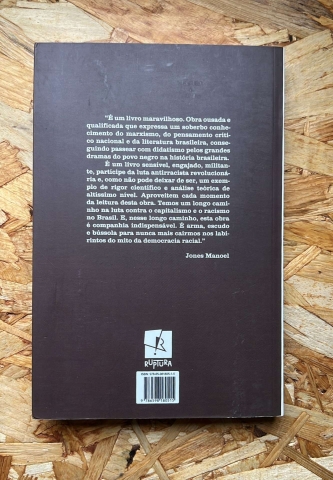 “É um livro maravilhoso. Obra ousada e
qualificada que expressa um soberbo conhe-
cimento do marxismo, do pensamento críti-
co nacional e da literatura brasileira, conse-
guindo passear com didatismo pelos grandes
dramas do povo negro na história brasileira.
É um livro sensível, engajado, militan-
te, partícipe da luta antirracista revolucioná-
ria e, como não pode deixar de ser, um exem-
plo de rigor científico e análise teórica de
altíssimo nível. Aproveitem cada momento
da leitura desta obra. Temos um longo cami-
nho na luta contra o capitalismo e o racismo
no Brasil. E, nesse longo caminho, esta obra
é companhia indispensável. É arma, escudo
e bússola para nunca mais cairmos nos labi-
rintos do mito da democracia racial.”
Jones Manoel
RUPTURA